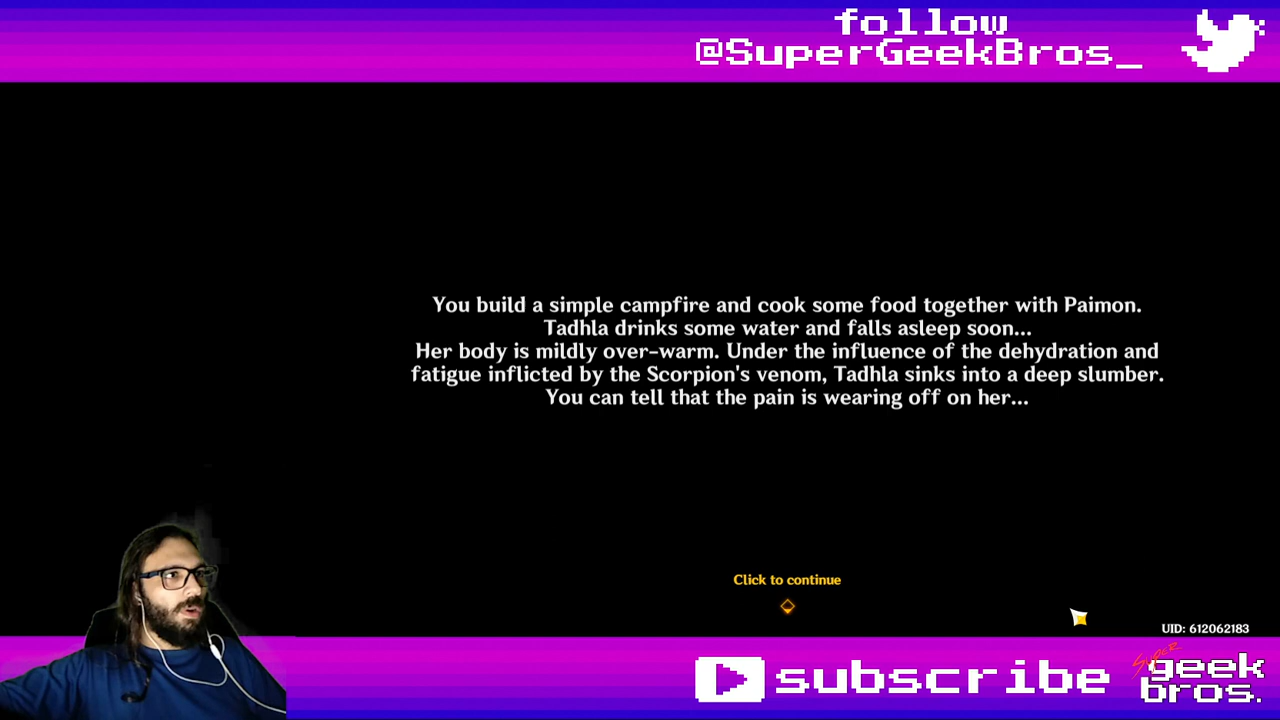 follow
@SuperGeekBros_
You build a simple campfire and cook some food together with Paimon.
Tadhla drinks some water and falls asleep soon...
Her body is mildly over-warm. Under the influence of the dehydration and
fatigue inflicted by the Scorpion's venom, Tadhla sinks into a deep slumber.
You can tell that the pain is wearing off on her...
Click to continue
UID: 612062183
subscribe
SUPER
geek
bros.